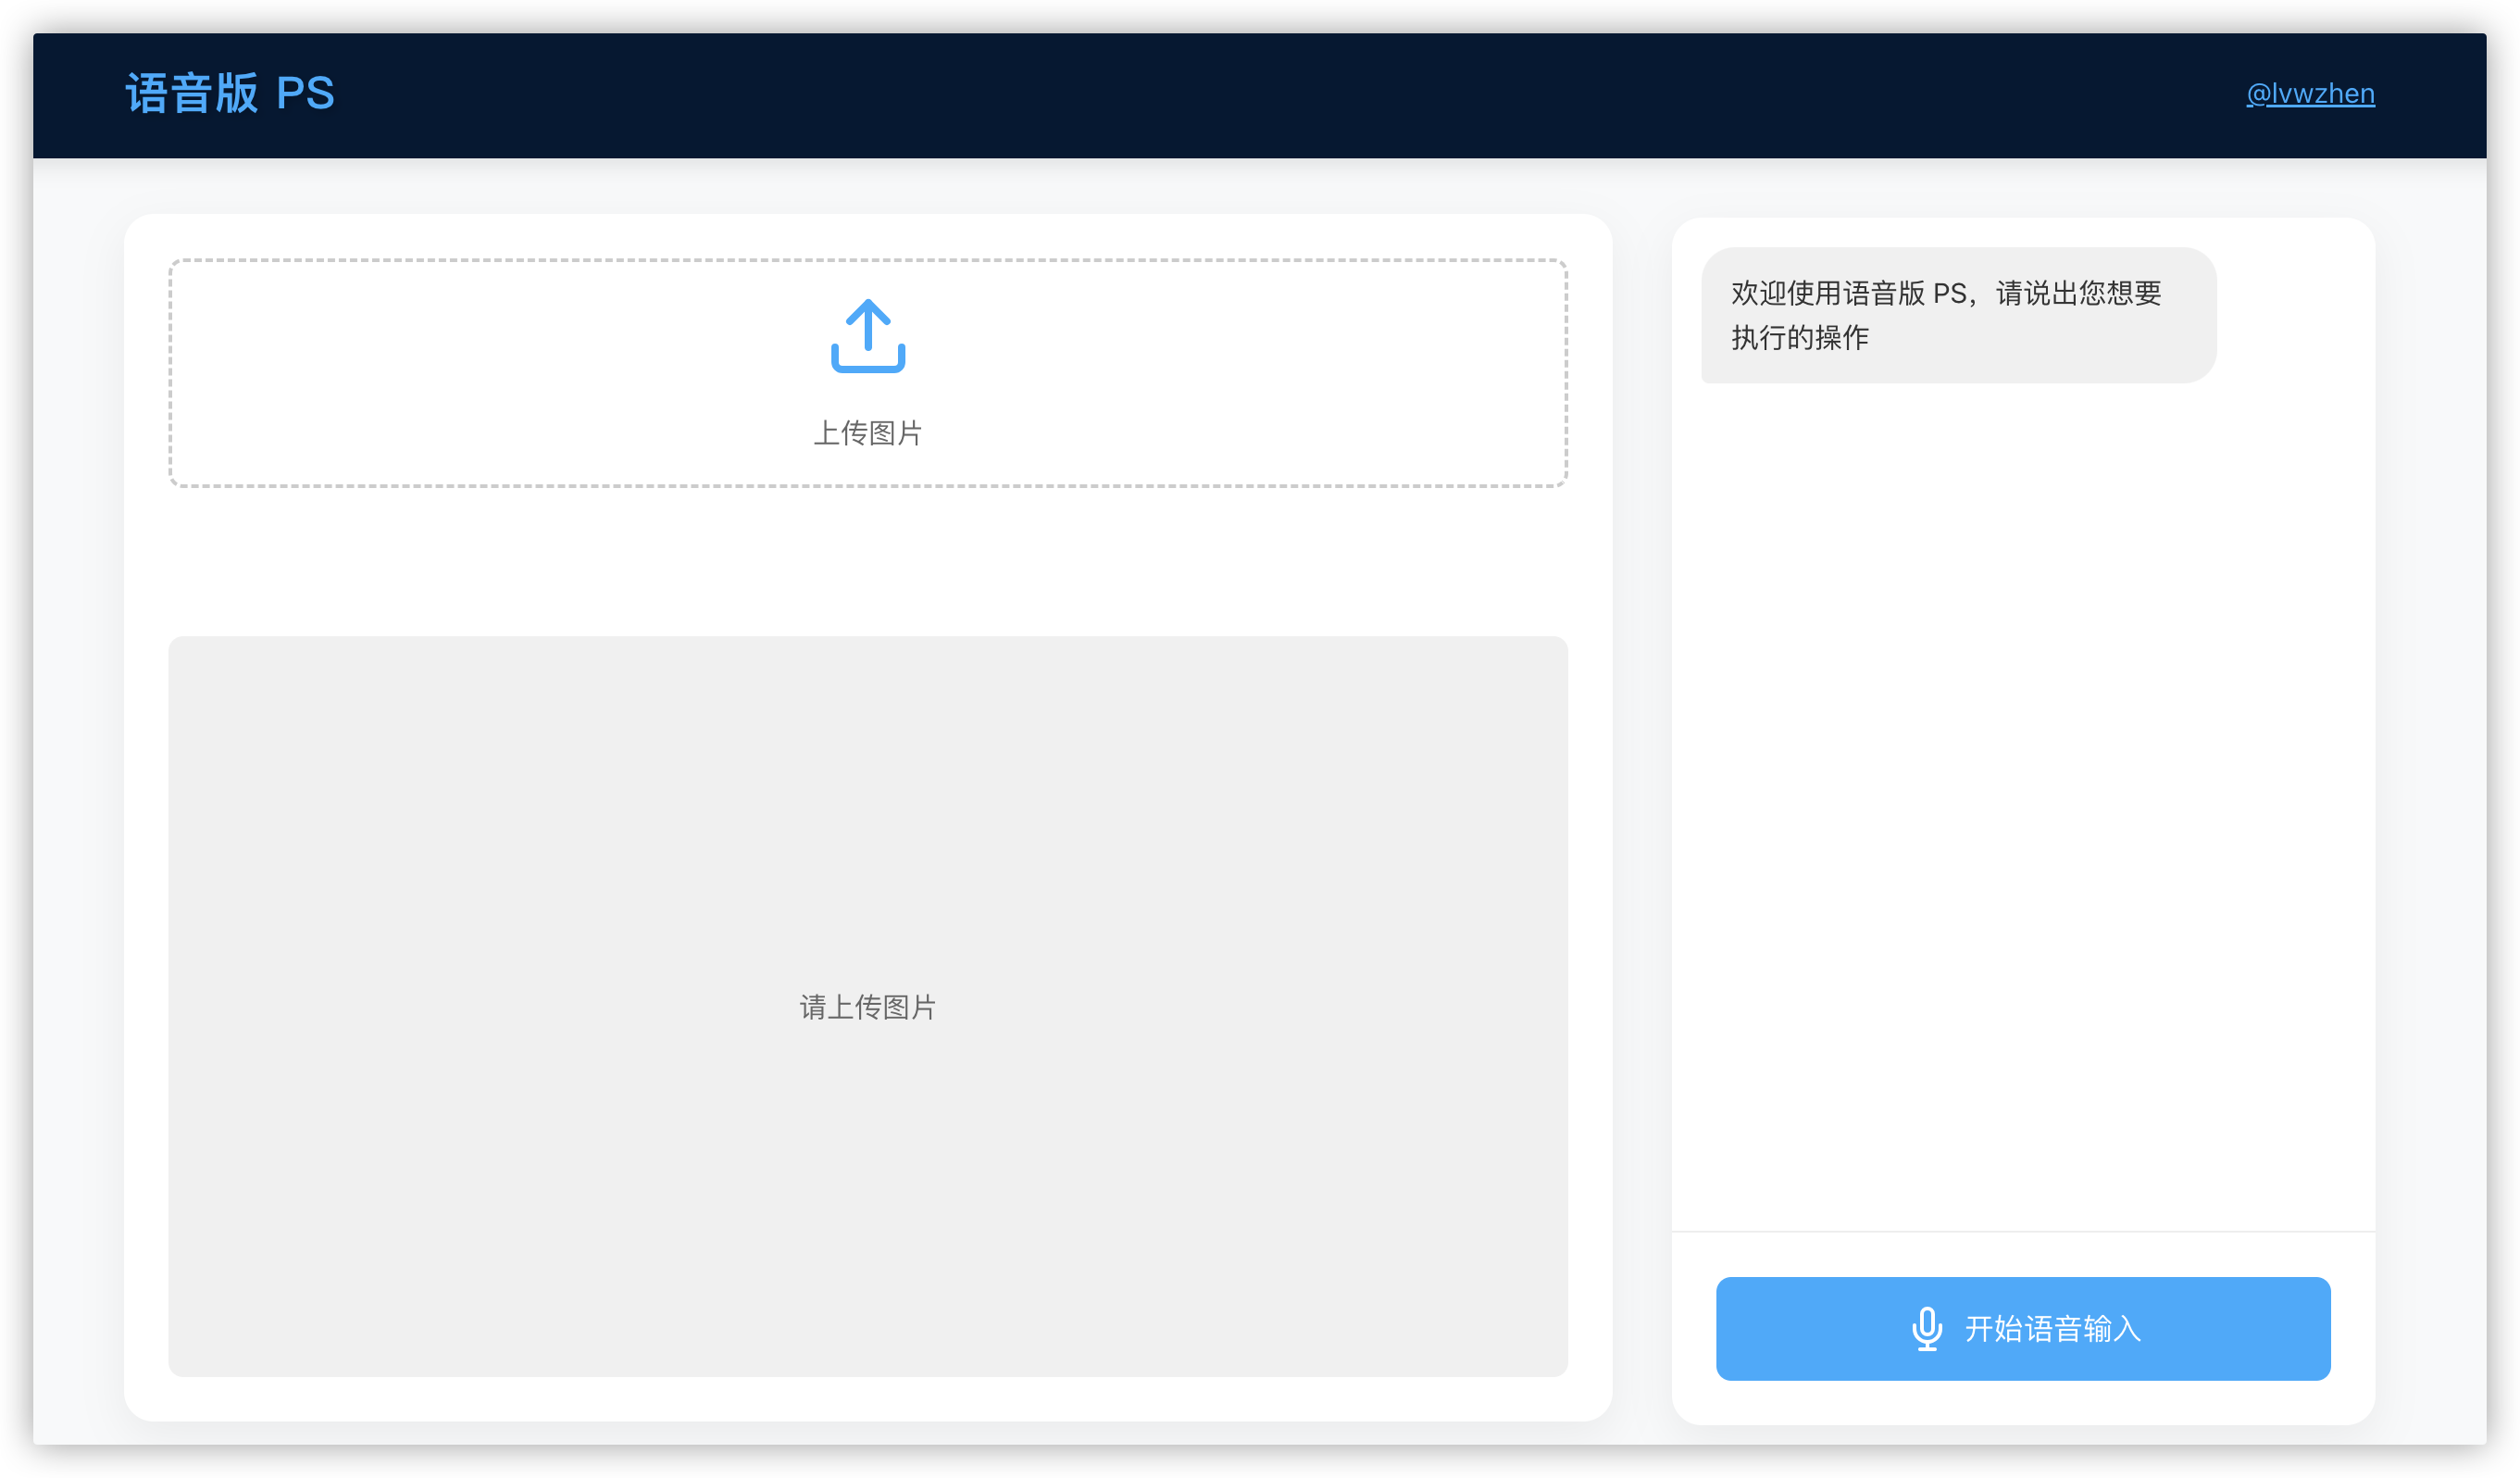 语音版 PS
@lvwzhen
上传图片
请上传图片
欢迎使用语音版 PS，请说出您想要
执行的操作
开始语音输入